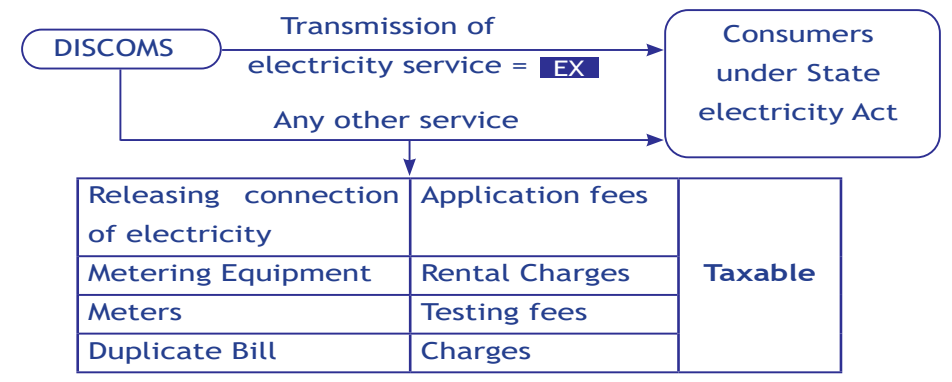 DISCOMS
Transmission of
electricity service = EX
Any other service
Consumers
under State
electricity Act
Releasing connection of electricity
Application fees
Metering Equipment
Rental Charges
Meters
Testing fees
Duplicate Bill
Charges
Taxable